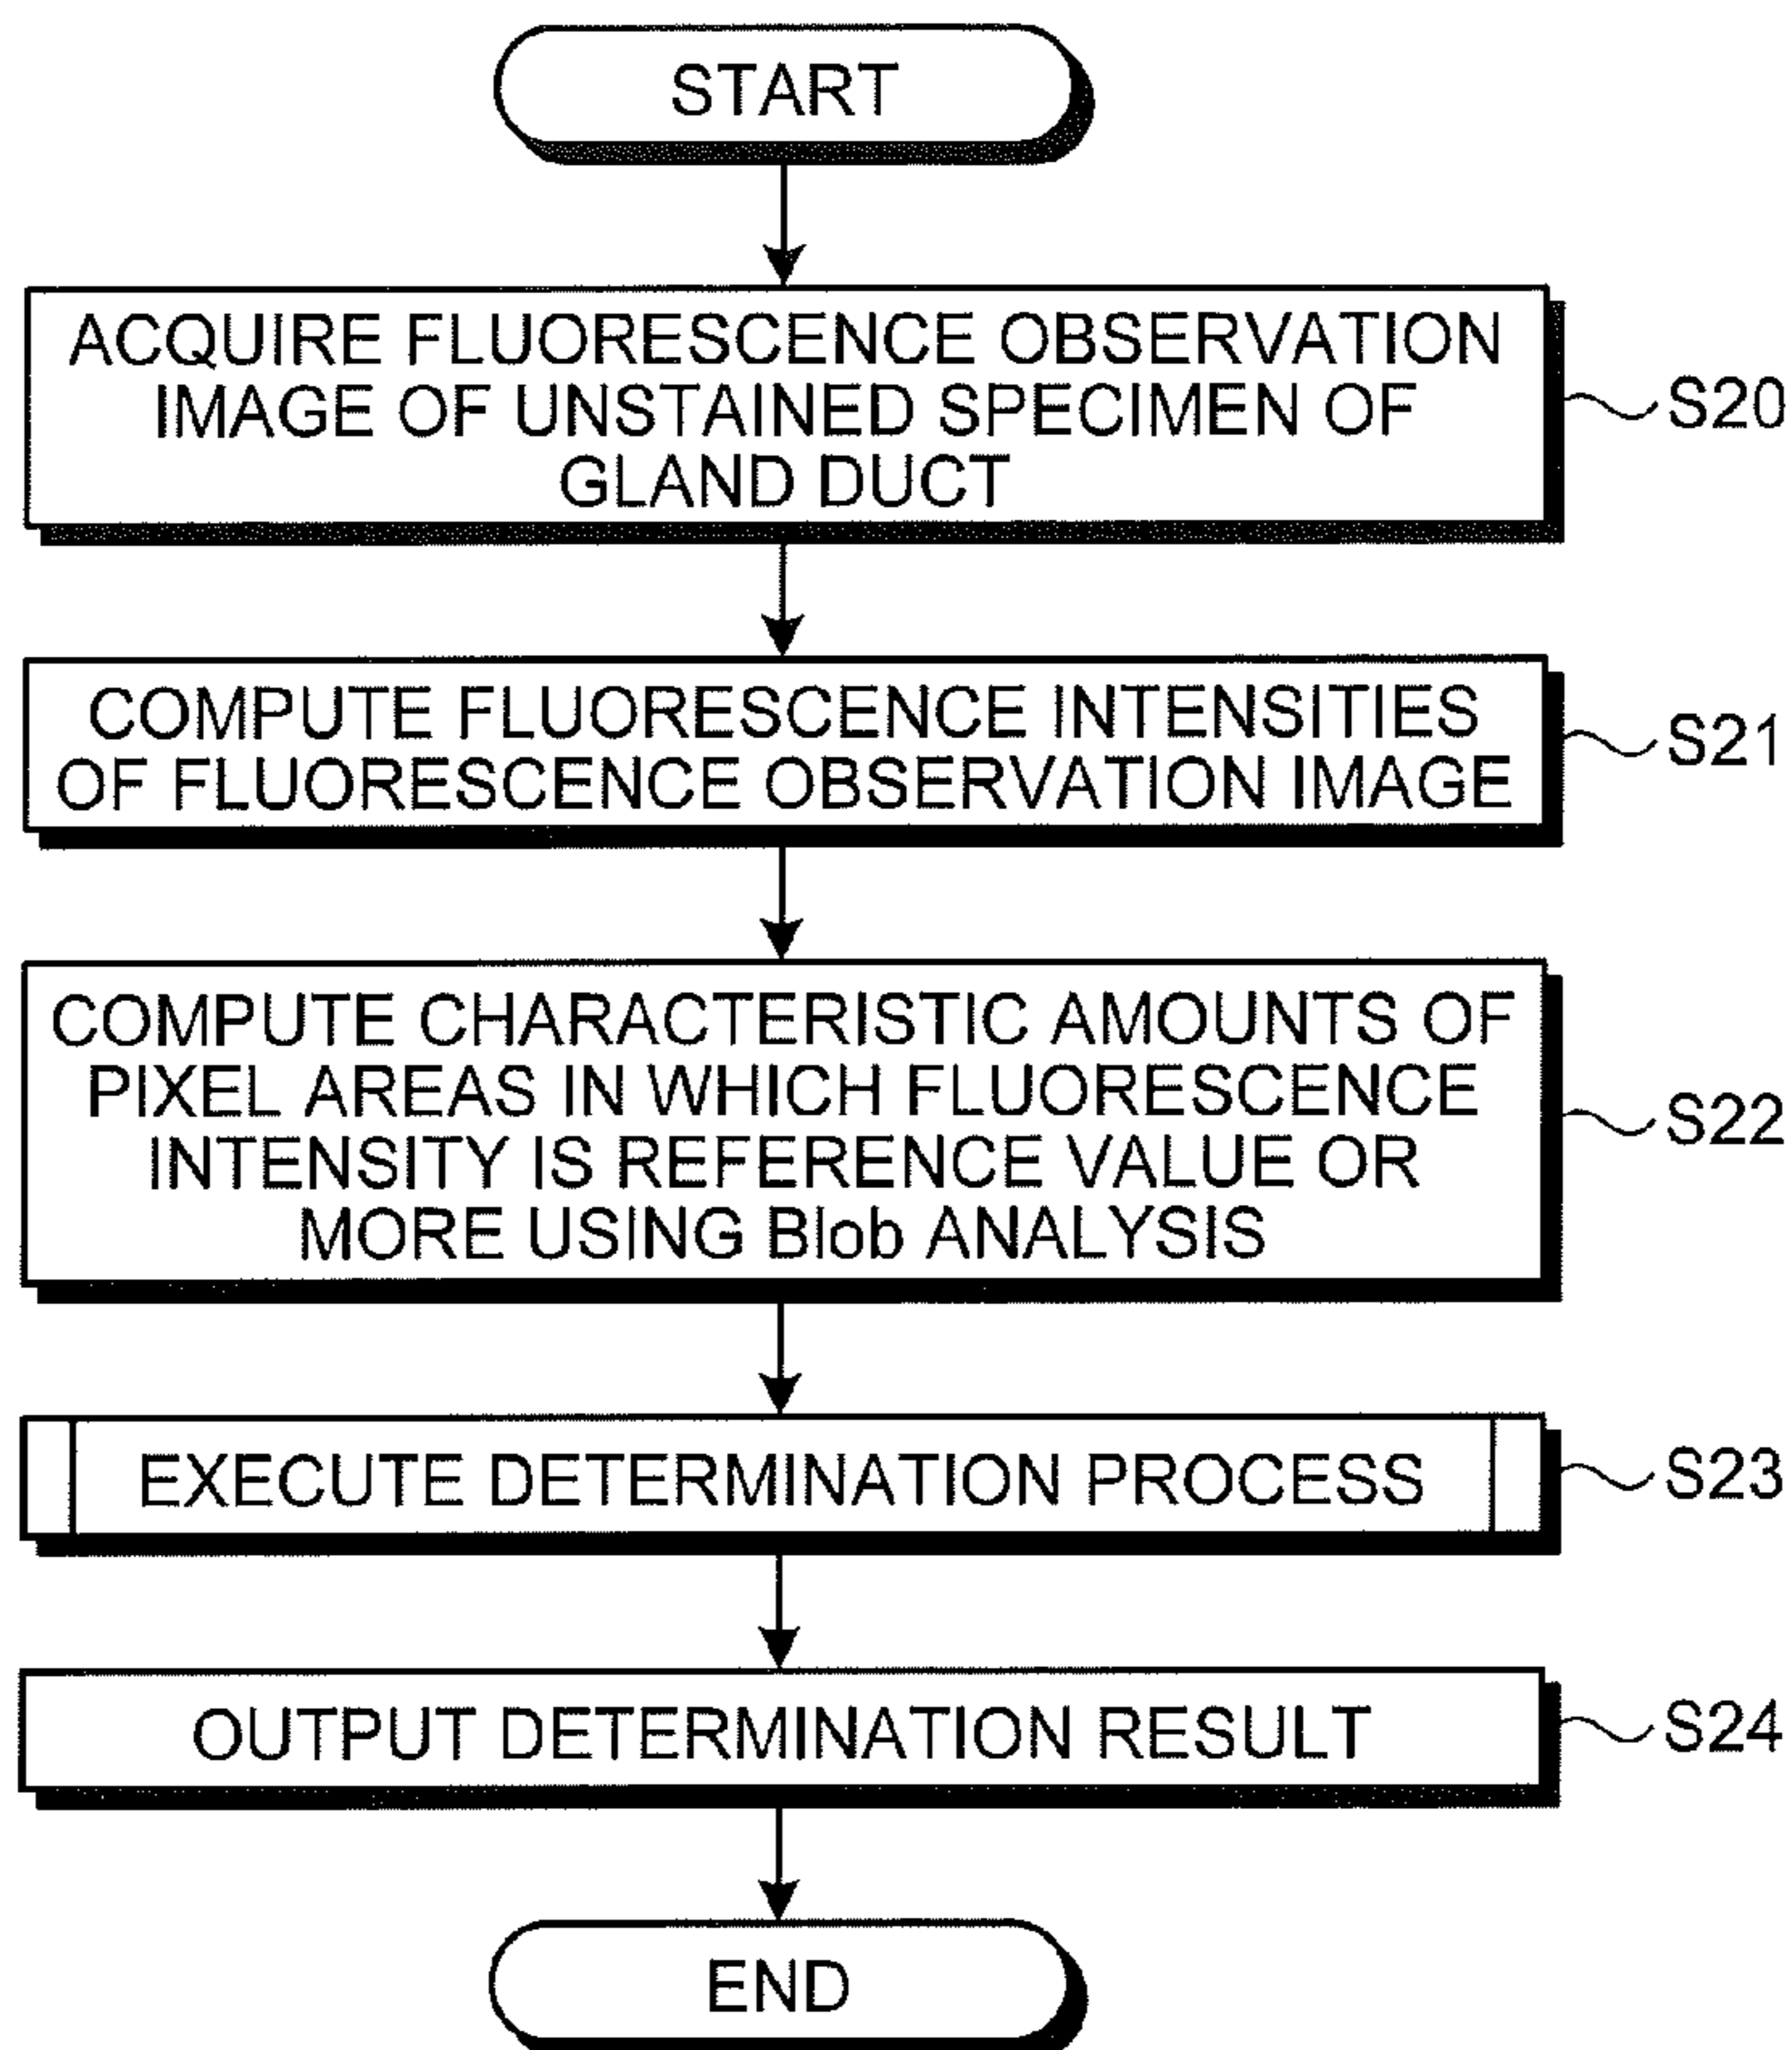 START
ACQUIRE FLUORESCENCE OBSERVATION
IMAGE OF UNSTAINED SPECIMEN OF
GLAND DUCT
S20
COMPUTE FLUORESCENCE INTENSITIES
OF FLUORESCENCE OBSERVATION IMAGE
S21
COMPUTE CHARACTERISTIC AMOUNTS OF
PIXEL AREAS IN WHICH FLUORESCENCE
INTENSITY IS REFERENCE VALUE OR
MORE USING Blob ANALYSIS
S22
EXECUTE DETERMINATION PROCESS
S23
OUTPUT DETERMINATION RESULT
S24
END